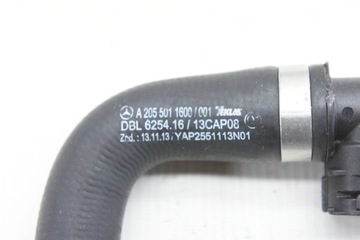 A 205 501 1600 / 001
DBL 6254.16 / 13CAP08
Znd.: 13.11.13 / YAP2551113N01